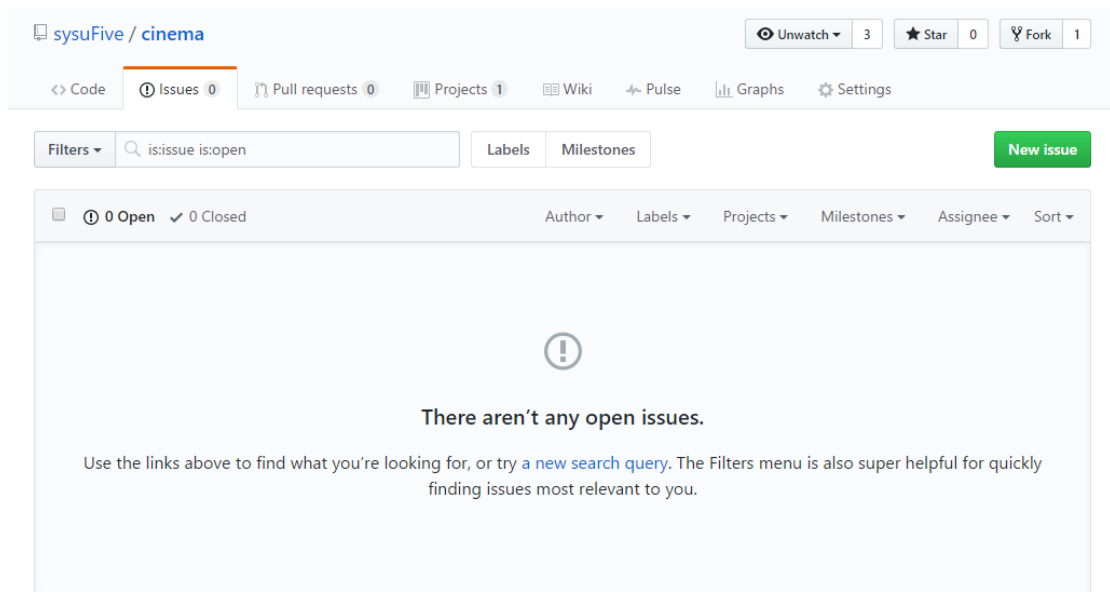 sysuFive / cinema Unwatch 3 Star 0 Fork 1
Code Issues 0 Pull requests 0 Projects 1 Wiki Pulse Graphs Settings
Filters is:issue is:open Labels Milestones New issue
0 Open 0 Closed Author Labels Projects Milestones Assignee Sort
There aren't any open issues.
Use the links above to find what you're looking for, or try a new search query. The Filters menu is also super helpful for quickly
finding issues most relevant to you.